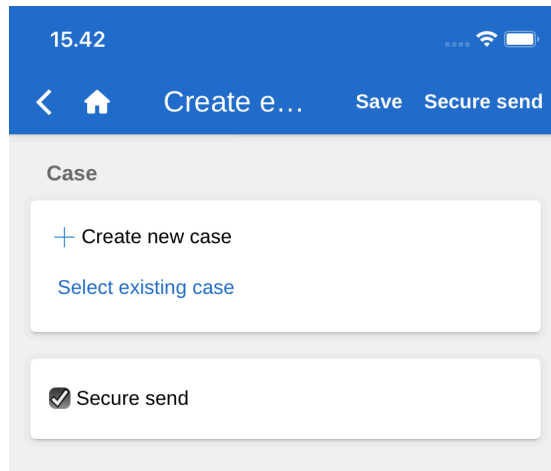 15.42
Create e... Save Secure send
Case
Create new case
Select existing case
Secure send